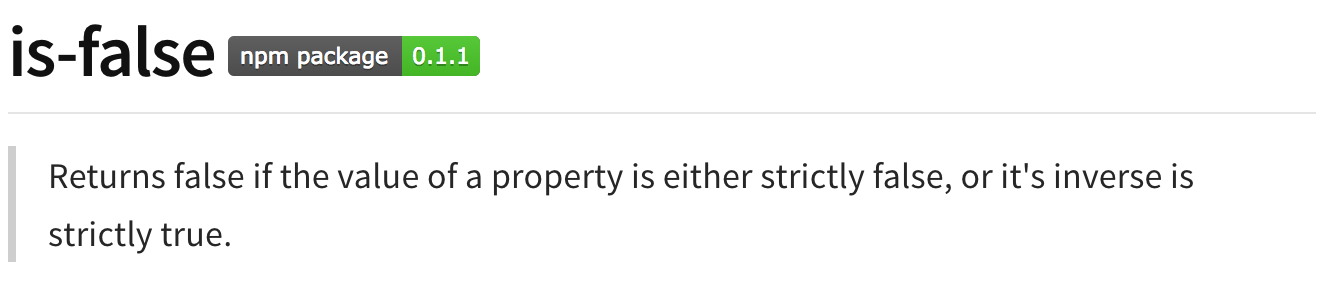 is-false npm package 0.1.1
Returns false if the value of a property is either strictly false, or it's inverse is
strictly true.